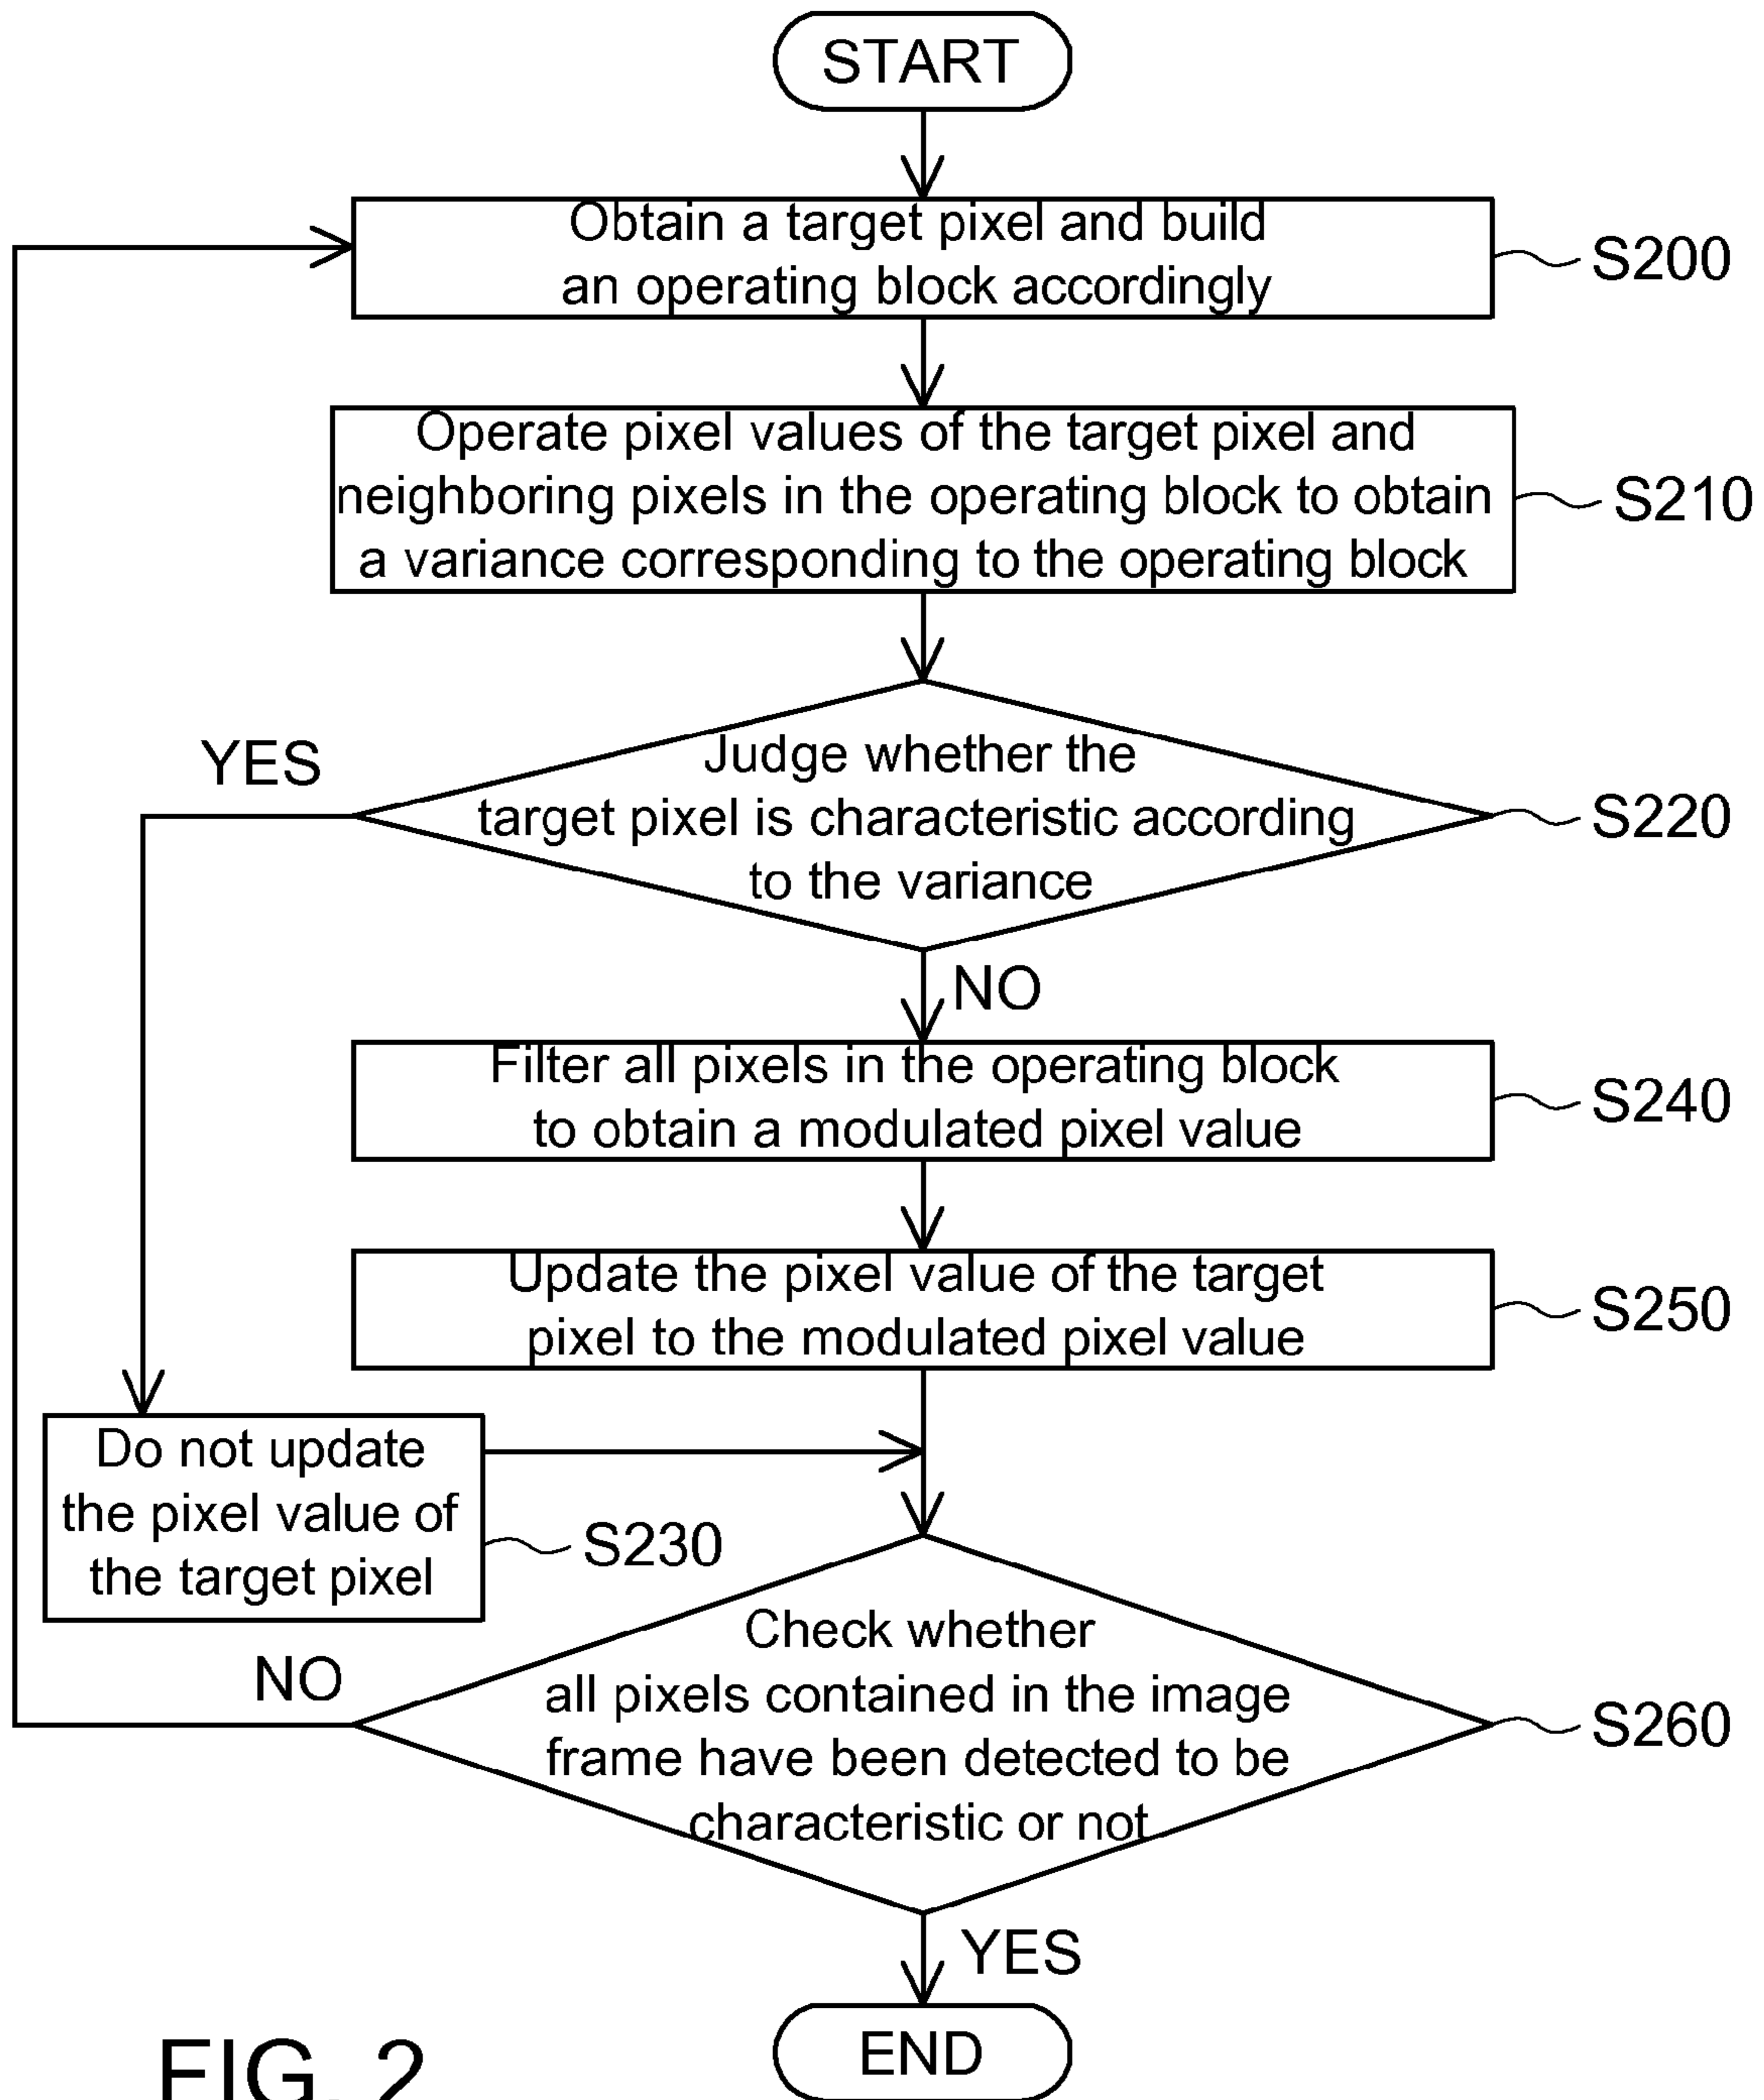 START
Obtain a target pixel and build
an operating block accordingly
S200
Operate pixel values of the target pixel and
neighboring pixels in the operating block to obtain
a variance corresponding to the operating block
S210
YES
Judge whether the
target pixel is characteristic according
to the variance
S220
NO
Filter all pixels in the operating block
to obtain a modulated pixel value
S240
Update the pixel value of the target
pixel to the modulated pixel value
S250
Do not update
the pixel value of
the target pixel
S230
NO
Check whether
all pixels contained in the image
frame have been detected to be
characteristic or not
S260
YES
END
FIG. 2